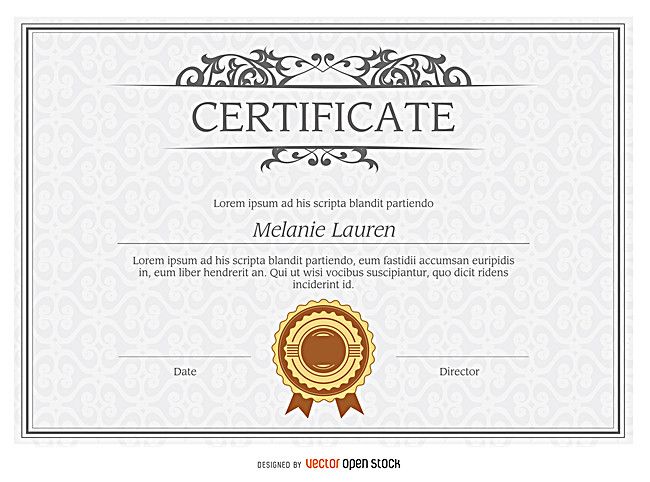 CERTIFICATE
Lorem ipsum ad his scripta blandit partiendo
Melanie Lauren
Lorem ipsum ad his scripta blandit partiendo, eum fastidii accumsan euripidis
in, eum liber hendrerit an. Qui ut wisi vocibus suscipiantur, quo dicit ridens
inciderint id.
Date
Director
DESIGNED BY vector open stock